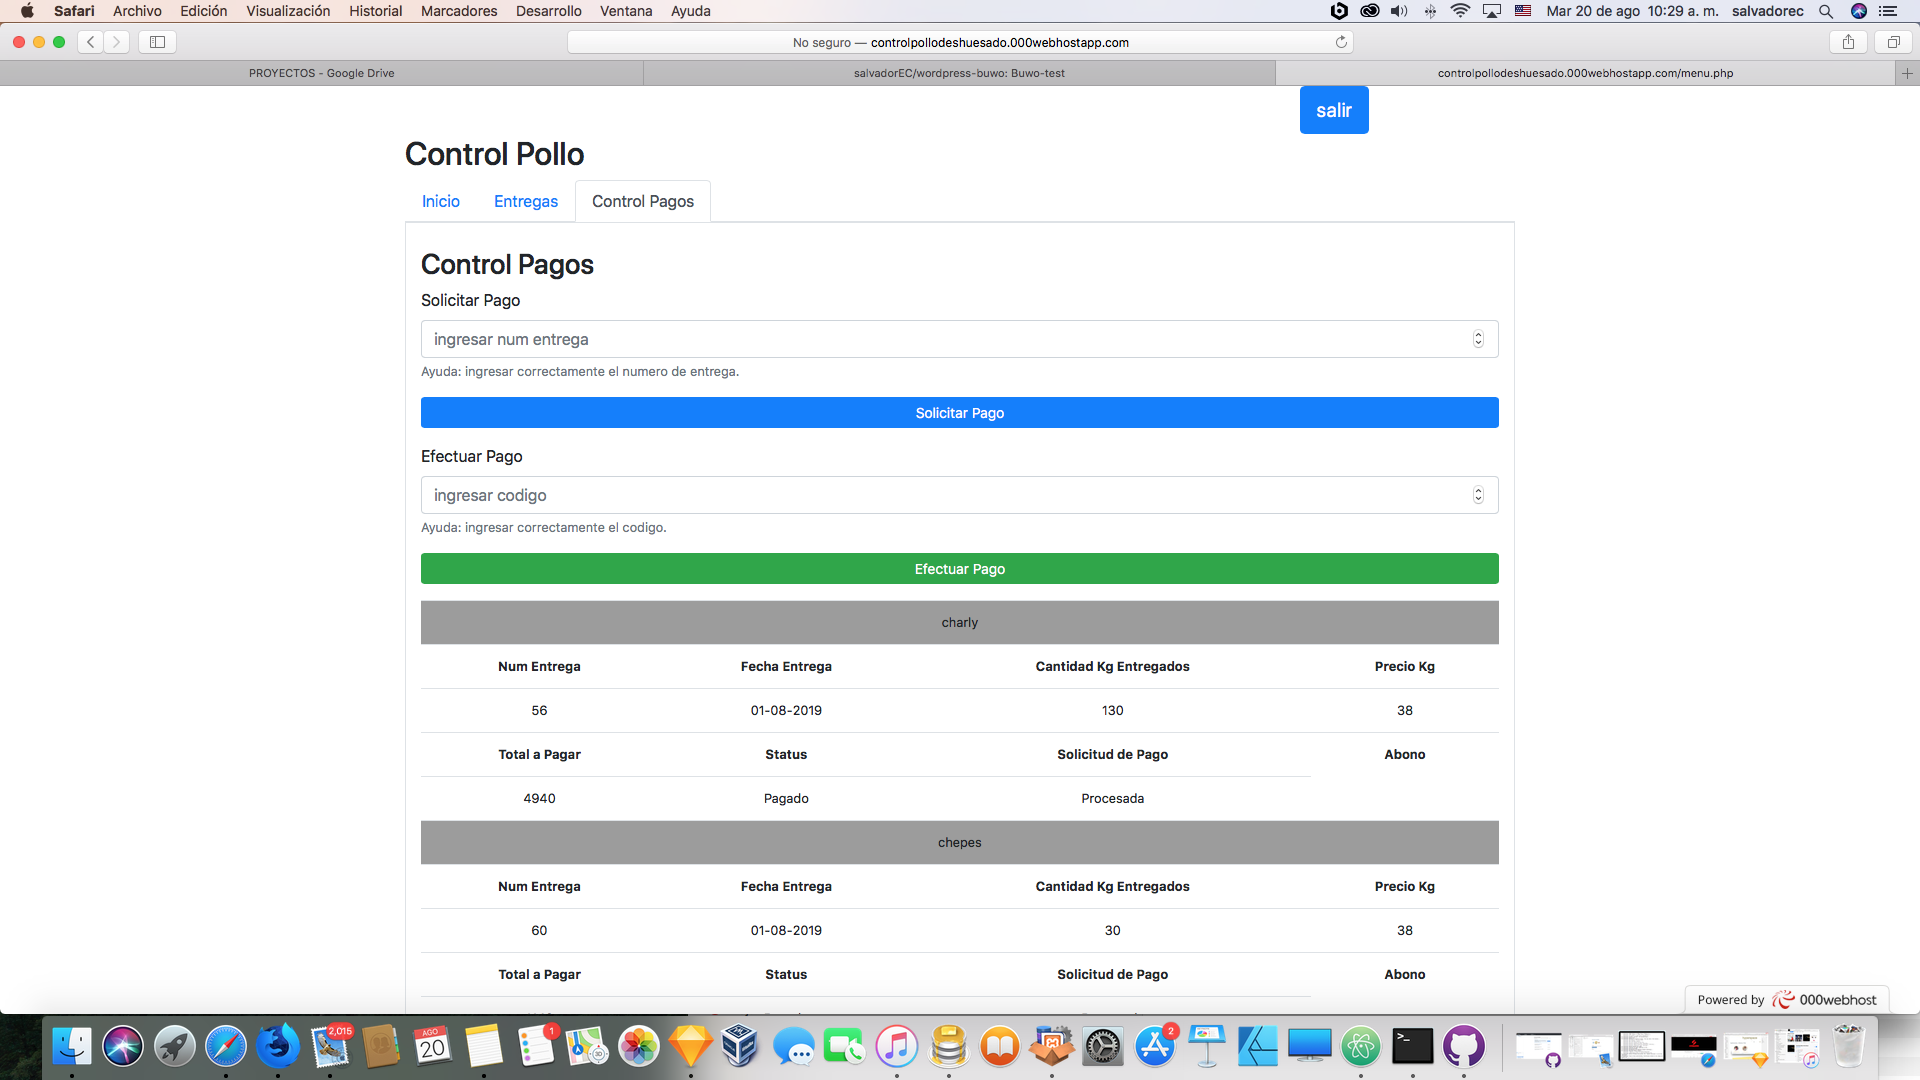 Safari Archivo Edición Visualización Historial Marcadores Desarrollo Ventana Ayuda Mar 20 de ago 10:29 a. m. salvadorec
No seguro — controlpollodeshuesado.000webhostapp.com
PROYECTOS - Google Drive salvadorEC/wordpress-buwo: Buwo-test controlpollodeshuesado.000webhostapp.com/menu.php
salir
Control Pollo
Inicio Entregas Control Pagos
Control Pagos
Solicitar Pago
ingresar num entrega
Ayuda: ingresar correctamente el numero de entrega.
Solicitar Pago
Efectuar Pago
ingresar codigo
Ayuda: ingresar correctamente el codigo.
Efectuar Pago
charly
Num Entrega Fecha Entrega Cantidad Kg Entregados Precio Kg
56 01-08-2019 130 38
Total a Pagar Status Solicitud de Pago Abono
4940 Pagado Procesada
chepes
Num Entrega Fecha Entrega Cantidad Kg Entregados Precio Kg
60 01-08-2019 30 38
Total a Pagar Status Solicitud de Pago Abono
Powered by 000webhost
2,015 AGO 20 1 2